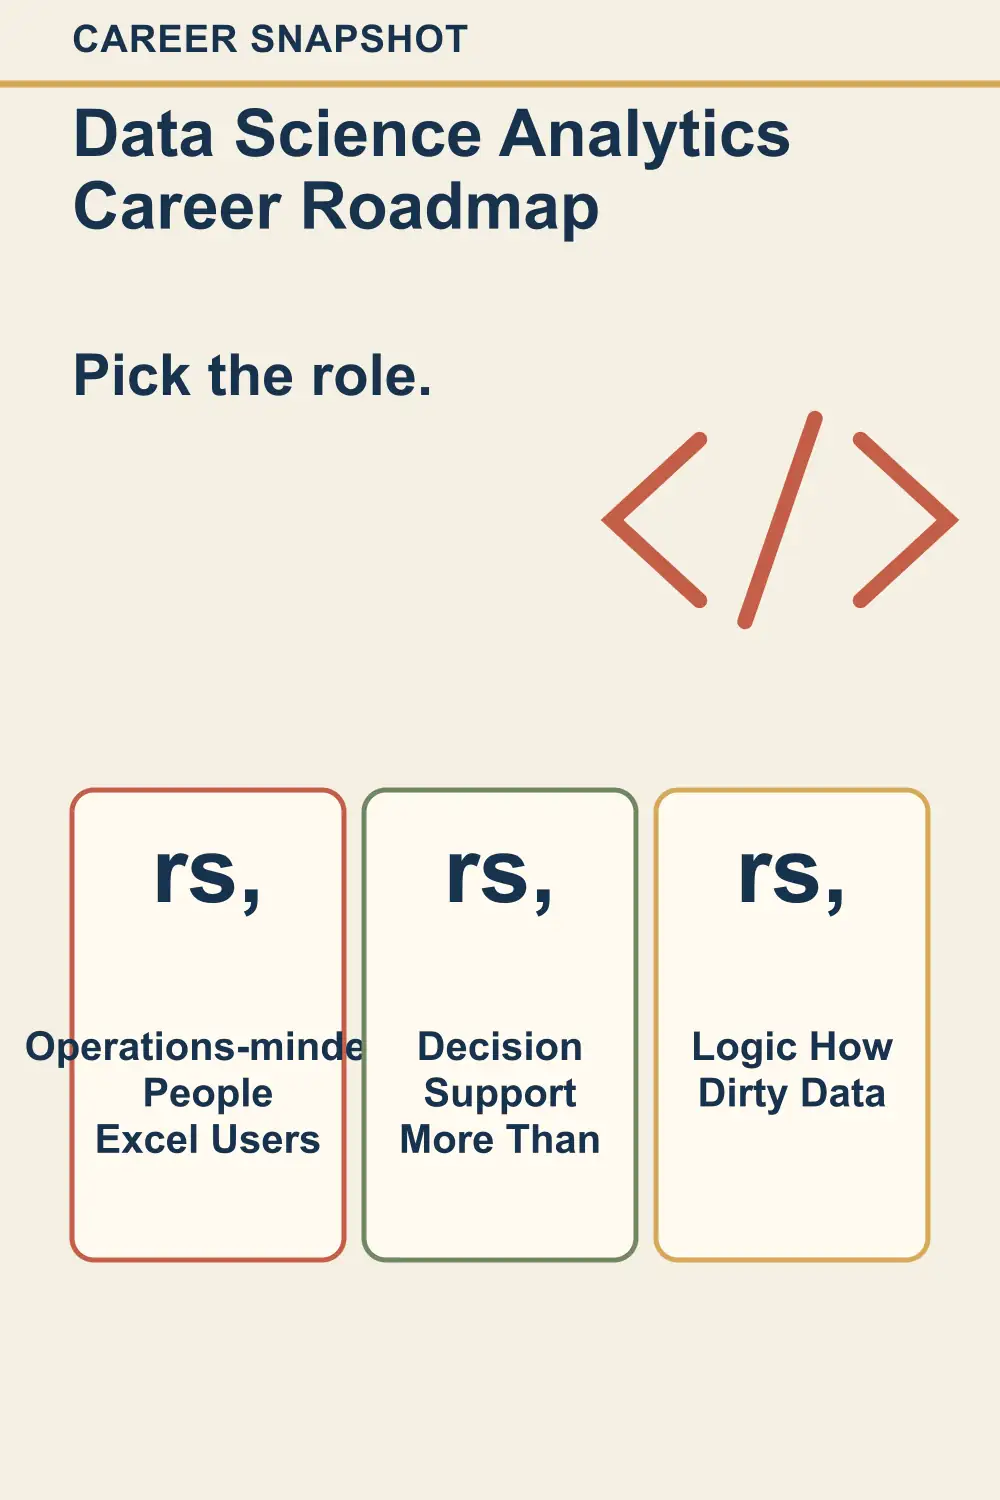 CAREER SNAPSHOT
Data Science Analytics
Career Roadmap
Pick the role.
rs,
Operations-minde
People
Excel Users
rs,
Decision
Support
More Than
rs,
Logic How
Dirty Data